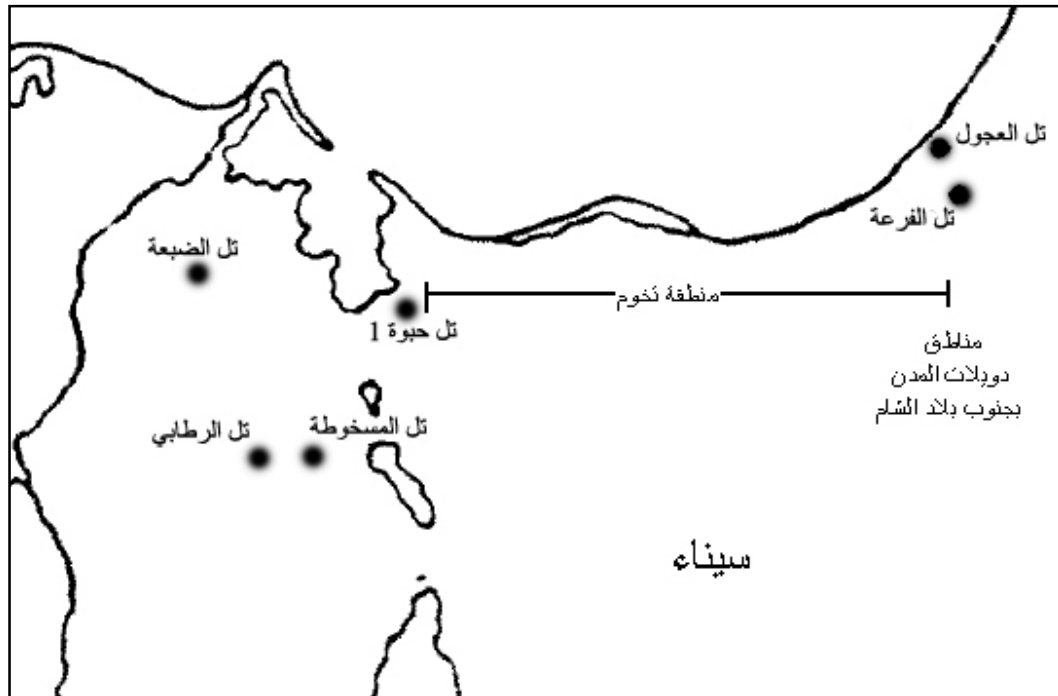 تل العجول
تل الفرعة
تل الضبعة
تل حبوة 1
منطقة تخوم
مناطق
دويلات المدن
بجنوب بلاد الشام
تل المسخوطة
تل الرطابي
سيناء